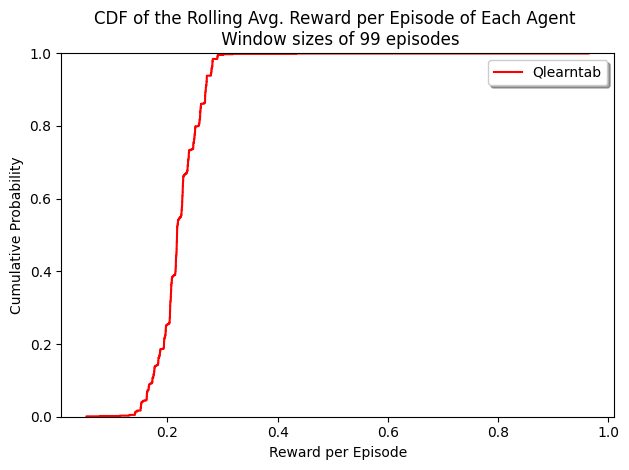 CDF of the Rolling Avg. Reward per Episode of Each Agent
Window sizes of 99 episodes
Qlearntab
Cumulative Probability
1.0
0.8
0.6
0.4
0.2
0.0
0.2
0.4
0.6
0.8
1.0
Reward per Episode